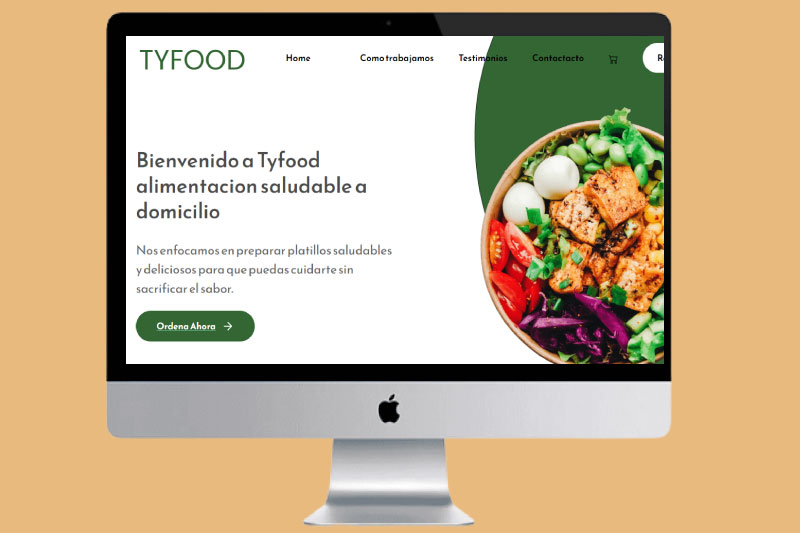 TYFOOD Home Como trabajamos Testimonios Contactacto
Bienvenido a Tyfood
alimentacion saludable a
domicilio
Nos enfocamos en preparar platillos saludables
y deliciosos para que puedas cuidarte sin
sacrificar el sabor.
Ordena Ahora